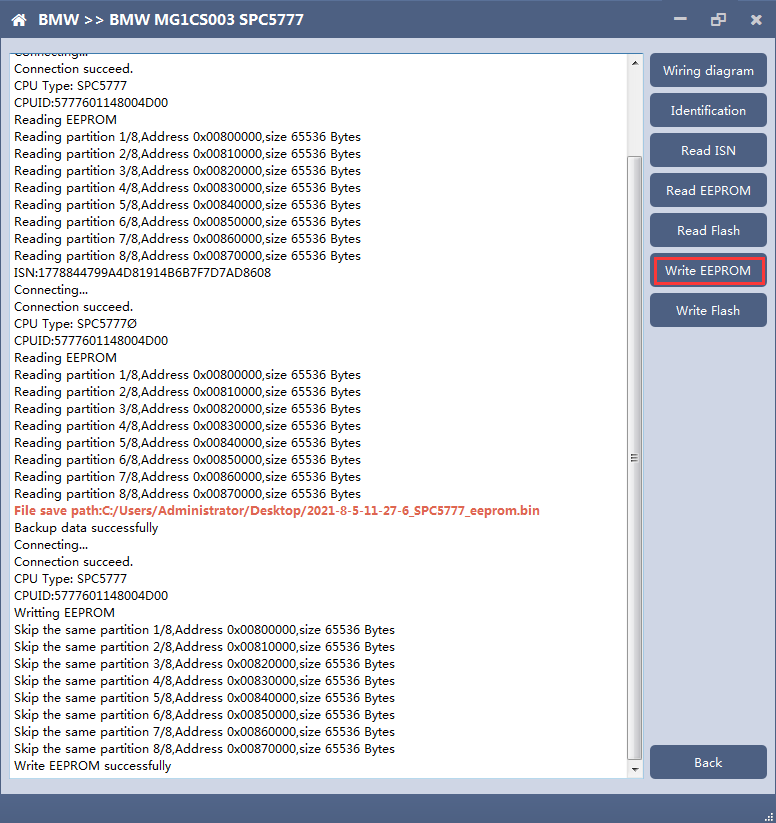 BMW >> BMW MG1CS003 SPC5777
Connecting...
Connection succeed.
CPU Type: SPC5777
CPUID:5777601148004D00
Reading EEPROM
Reading partition 1/8,Address 0x00800000,size 65536 Bytes
Reading partition 2/8,Address 0x00810000,size 65536 Bytes
Reading partition 3/8,Address 0x00820000,size 65536 Bytes
Reading partition 4/8,Address 0x00830000,size 65536 Bytes
Reading partition 5/8,Address 0x00840000,size 65536 Bytes
Reading partition 6/8,Address 0x00850000,size 65536 Bytes
Reading partition 7/8,Address 0x00860000,size 65536 Bytes
Reading partition 8/8,Address 0x00870000,size 65536 Bytes
ISN:1778844799A4D81914B6B7F7D7AD8608
Connecting...
Connection succeed.
CPU Type: SPC5777Ø
CPUID:5777601148004D00
Reading EEPROM
Reading partition 1/8,Address 0x00800000,size 65536 Bytes
Reading partition 2/8,Address 0x00810000,size 65536 Bytes
Reading partition 3/8,Address 0x00820000,size 65536 Bytes
Reading partition 4/8,Address 0x00830000,size 65536 Bytes
Reading partition 5/8,Address 0x00840000,size 65536 Bytes
Reading partition 6/8,Address 0x00850000,size 65536 Bytes
Reading partition 7/8,Address 0x00860000,size 65536 Bytes
Reading partition 8/8,Address 0x00870000,size 65536 Bytes
File save path:C:/Users/Administrator/Desktop/2021-8-5-11-27-6_SPC5777_eeprom.bin
Backup data successfully
Connecting...
Connection succeed.
CPU Type: SPC5777
CPUID:5777601148004D00
Writting EEPROM
Skip the same partition 1/8,Address 0x00800000,size 65536 Bytes
Skip the same partition 2/8,Address 0x00810000,size 65536 Bytes
Skip the same partition 3/8,Address 0x00820000,size 65536 Bytes
Skip the same partition 4/8,Address 0x00830000,size 65536 Bytes
Skip the same partition 5/8,Address 0x00840000,size 65536 Bytes
Skip the same partition 6/8,Address 0x00850000,size 65536 Bytes
Skip the same partition 7/8,Address 0x00860000,size 65536 Bytes
Skip the same partition 8/8,Address 0x00870000,size 65536 Bytes
Write EEPROM successfully
Wiring diagram
Identification
Read ISN
Read EEPROM
Read Flash
Write EEPROM
Write Flash
Back